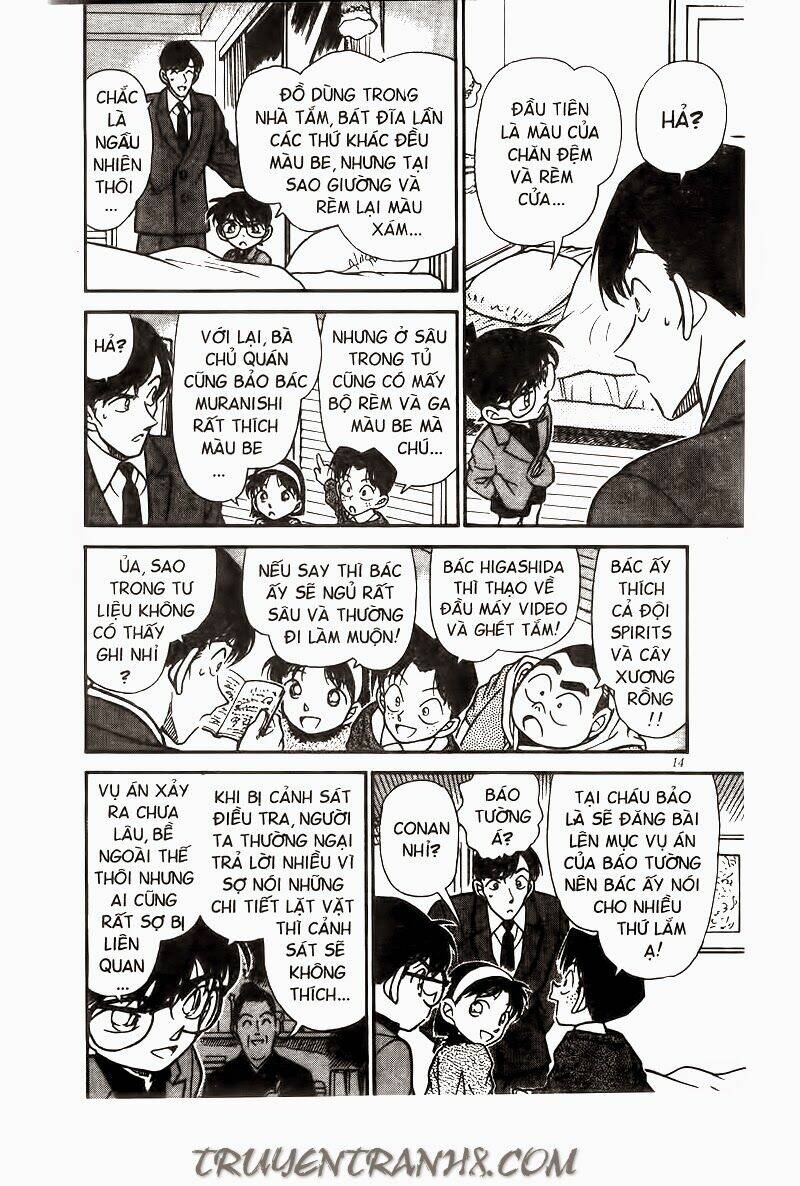 HẢ?
ĐẦU TIÊN
LÀ MÀU CỦA
CHĂN ĐỆM
VÀ RÈM
CỬA...
ĐỒ DÙNG TRONG
NHÀ TẮM, BÁT ĐĨA LẪN
CÁC THỨ KHÁC ĐỀU
MÀU BE, NHƯNG TẠI
SAO GIƯỜNG VÀ
RÈM LẠI MÀU
XÁM...
CHẮC
LÀ
NGẪU
NHIÊN
THÔI
...
NHƯNG Ở SÂU
TRONG TỦ
CŨNG CÓ MẤY
BỘ RÈM VÀ GA
MÀU BE MÀ
CHÚ...
VỚI LẠI, BÀ
CHỦ QUÁN
CŨNG BẢO BÁC
MURANISHI
RẤT THÍCH
MÀU BE
...
HẢ?
BÁC ẤY
THÍCH
CẢ ĐỘI
SPIRITS
VÀ CÂY
XƯƠNG
RỒNG
!!
BÁC HIGASHIDA
THÌ THẠO VỀ
ĐẦU MÁY VIDEO
VÀ GHÉT TẮM!
NẾU SAY THÌ BÁC
ẤY SẼ NGỦ RẤT
SÂU VÀ THƯỜNG
ĐI LÀM MUỘN!
ỦA, SAO
TRONG TƯ
LIỆU KHÔNG
CÓ THẤY
GHI NHỈ
?
14
TẠI CHÁU BẢO
LÀ SẼ ĐĂNG BÀI
LÊN MỤC VỤ ÁN
CỦA BÁO TƯỜNG
NÊN BÁC ẤY NÓI
CHO NHIỀU
THỨ LẮM
Ạ!
BÁO
TƯỜNG
Á?
CONAN
NHỈ?
KHI BỊ CẢNH SÁT
ĐIỀU TRA, NGƯỜI
TA THƯỜNG NGẠI
TRẢ LỜI NHIỀU VÌ
SỢ NÓI NHỮNG
CHI TIẾT LẶT VẶT
THÌ CẢNH
SÁT SẼ
KHÔNG
THÍCH...
VỤ ÁN XẢY
RA CHƯA
LÂU, BỀ
NGOÀI THẾ
THÔI NHƯNG
AI CŨNG
RẤT SỢ BỊ
LIÊN
QUAN
...
TRUYENTRANH8.COM